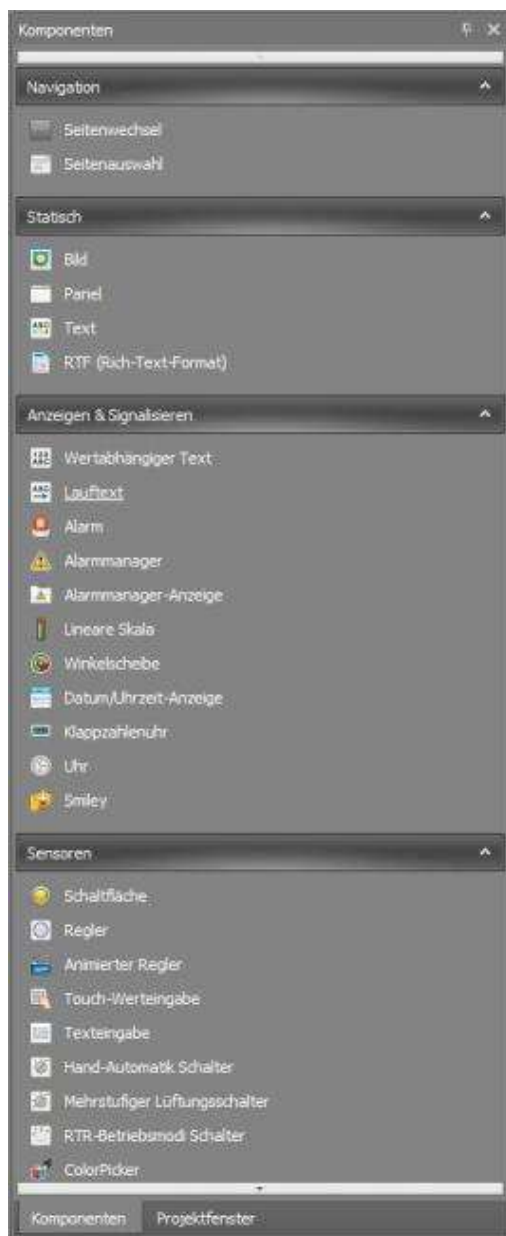 Komponenten
Navigation
Seitenwechsel
Seitenauswahl
Statisch
Bild
Panel
Text
RTF (Rich-Text-Format)
Anzeigen & Signalisieren
Wertabhängiger Text
Lauftext
Alarm
Alarmmanager
Alarmmanager-Anzeige
Lineare Skala
Winkelscheibe
Datum/Uhrzeit-Anzeige
Klappzahlenuhr
Uhr
Smiley
Sensoren
Schaltfläche
Regler
Animierter Regler
Touch-Werteingabe
Texteingabe
Hand-Automatik Schalter
Mehrstufiger Lüftungsschalter
RTR-Betriebsmodi Schalter
ColorPicker
Komponenten Projektfenster